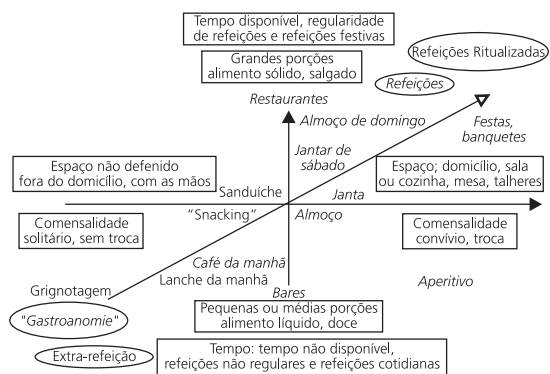 Tempo disponível, regularidade
de refeições e refeições festivas
Refeições Ritualizadas
Grandes porções
alimento sólido, salgado
Refeições
Restaurantes
Almoço de domingo
Festas,
banquetes
Jantar de
sábado
Espaço não defenido
fora do domicílio, com as mãos
Espaço; domicílio, sala
ou cozinha, mesa, talheres
Sanduíche
Janta
"Snacking"
Almoço
Comensalidade
solitário, sem troca
Comensalidade
convívio, troca
Café da manhã
Lanche da manhã
Aperitivo
Grignotagem
Bares
"Gastroanomie"
Pequenas ou médias porções
alimento líquido, doce
Extra-refeição
Tempo: tempo não disponível,
refeições não regulares e refeições cotidianas